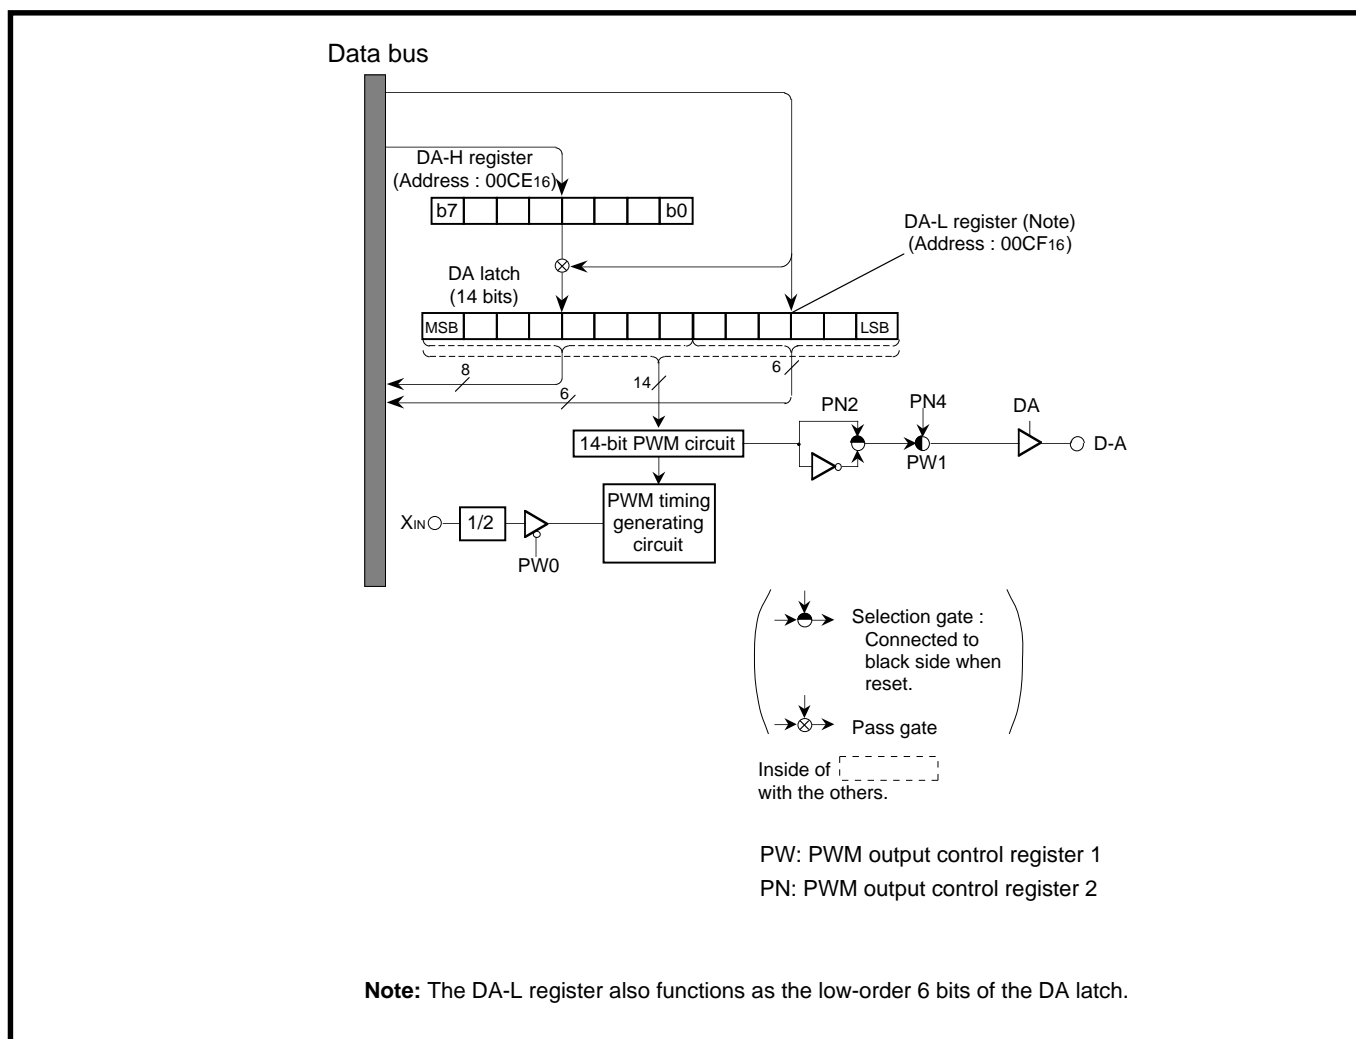 Data bus
DA-H register
(Address : 00CE16)
b7 b0
DA-L register (Note)
(Address : 00CF16)
DA latch
(14 bits)
MSB LSB
8
14
6
6
PN2
PN4
DA
14-bit PWM circuit
D-A
PW1
PWM timing
generating
circuit
XIN
1/2
PW0
Selection gate :
Connected to
black side when
reset.
Pass gate
Inside of
with the others.
PW: PWM output control register 1
PN: PWM output control register 2
Note: The DA-L register also functions as the low-order 6 bits of the DA latch.